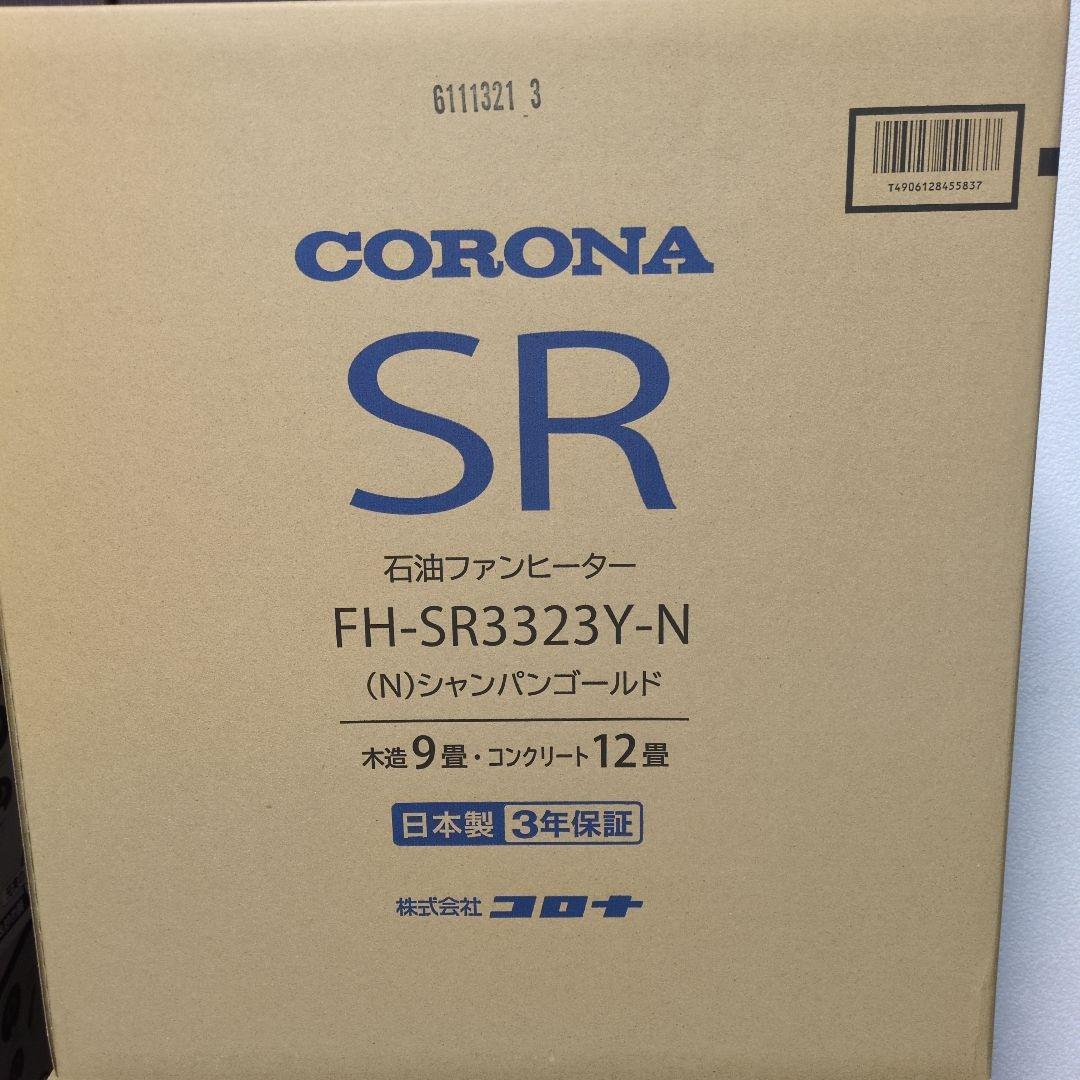 6111321 3
T4906128455837
CORONA
SR
石油ファンヒーター
FH-SR3323Y-N
(N)シャンパンゴールド
木造9畳・コンクリート12畳
日本製 3年保証
株式会社 コロナ